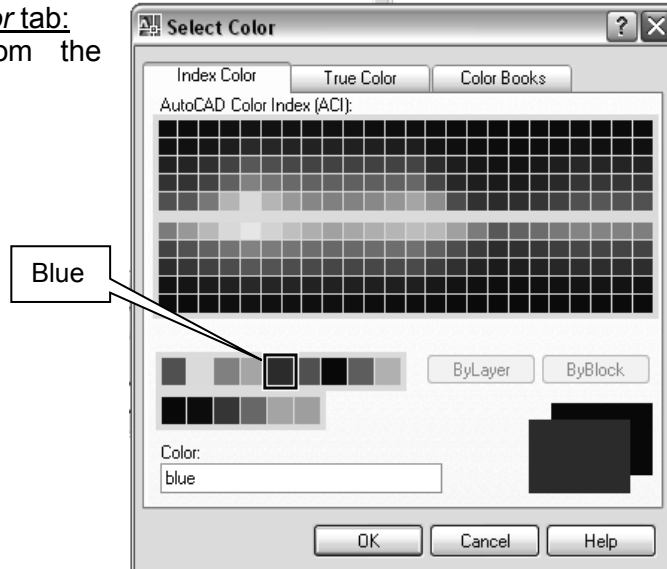 or tab:
om the
Select Color
Index Color
True Color
Color Books
AutoCAD Color Index (ACI):
Blue
ByLayer
ByBlock
Color:
blue
OK
Cancel
Help